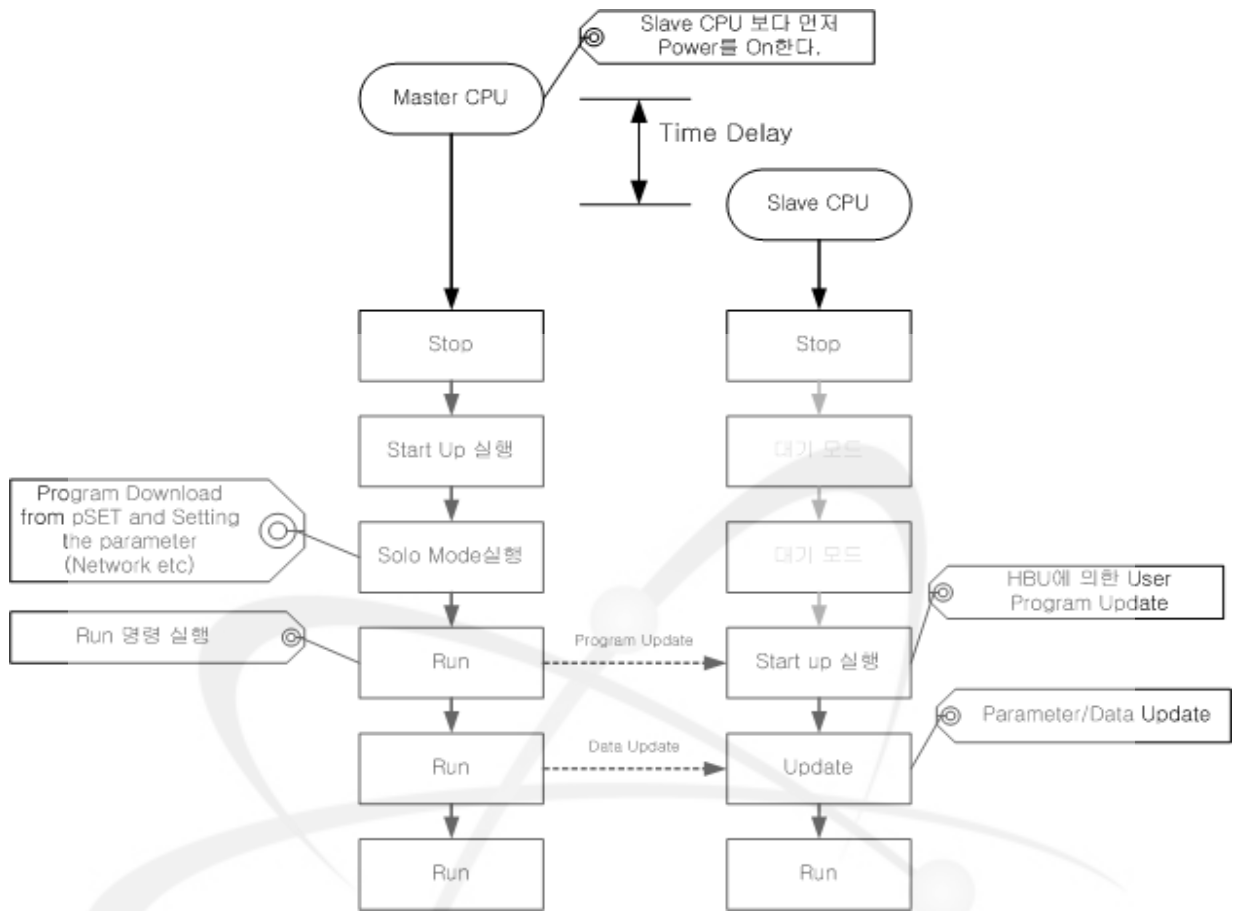 Slave CPU 보다 먼저
Power를 On한다.
Master CPU
Time Delay
Slave CPU
Stop
Stop
Start Up 실행
대기 모드
Program Download
from pSET and Setting
the parameter
(Network etc)
Solo Mode실행
대기 모드
HBU에 의한 User
Program Update
Run 명령 실행
Run
Program Update
Start up 실행
Parameter/Data Update
Run
Data Update
Update
Run
Run